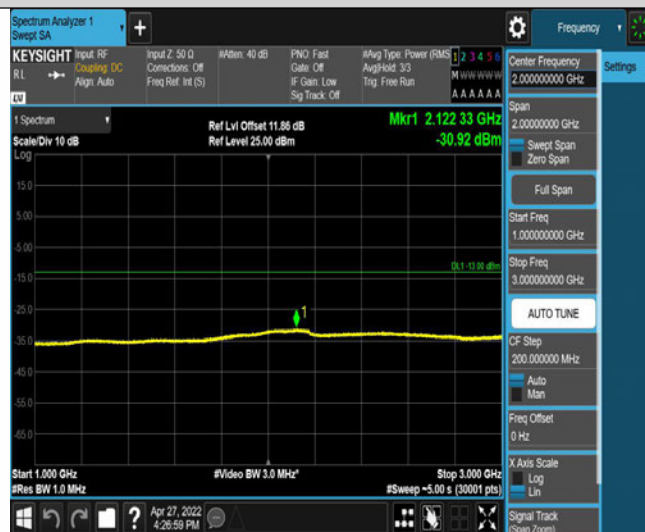 Spectrum Analyzer 1
Swept SA
Frequency
KEYSIGHT
RL
Input: RF
Coupling: DC
Align: Auto
Input Z: 50 Ω
Corrections: Off
Freq Ref: Int (S)
#Atten: 40 dB
PNO: Fast
Gate: Off
IF Gain: Low
Sig Track: Off
#Avg Type: Power (RMS
Avg|Hold: 3/3
Trig: Free Run
1 2 3 4 5 6
M W W W W W
A A A A A A
LXI
1 Spectrum
Scale/Div 10 dB
Ref Lvl Offset 11.86 dB
Ref Level 25.00 dBm
Mkr1 2.122 33 GHz
-30.92 dBm
Log
15.0
5.00
-5.00
DL1 -13.00 dBm
-15.0
1
-25.0
-35.0
-45.0
-55.0
-65.0
Start 1.000 GHz
#Video BW 3.0 MHz*
Stop 3.000 GHz
#Res BW 1.0 MHz
#Sweep ~5.00 s (30001 pts)
?
Apr 27, 2022
4:26:59 PM
Center Frequency
2.000000000 GHz
Settings
Span
2.00000000 GHz
Swept Span
Zero Span
Full Span
Start Freq
1.000000000 GHz
Stop Freq
3.000000000 GHz
AUTO TUNE
CF Step
200.000000 MHz
Auto
Man
Freq Offset
0 Hz
X Axis Scale
Log
Lin
Signal Track
(Span Zoom)